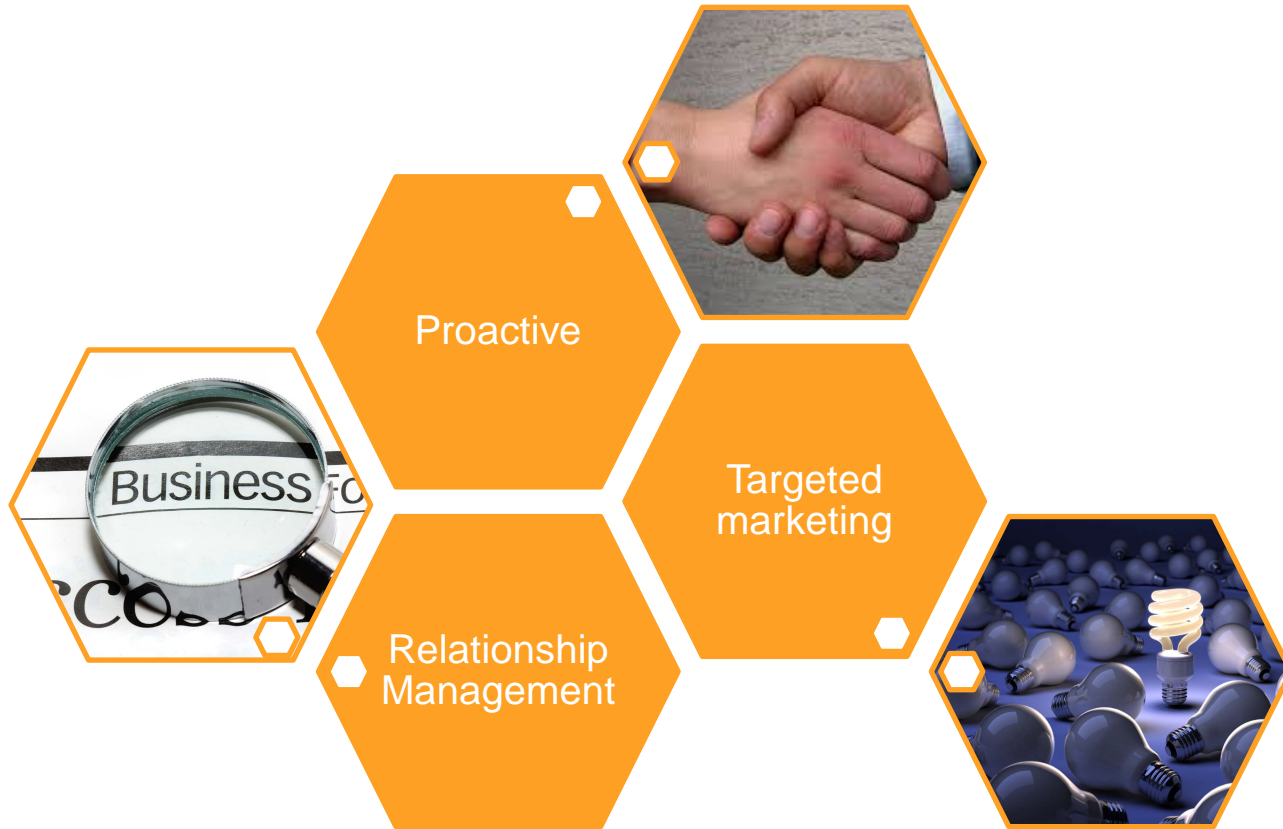 Proactive
Targeted
marketing
Business
Relationship
Management